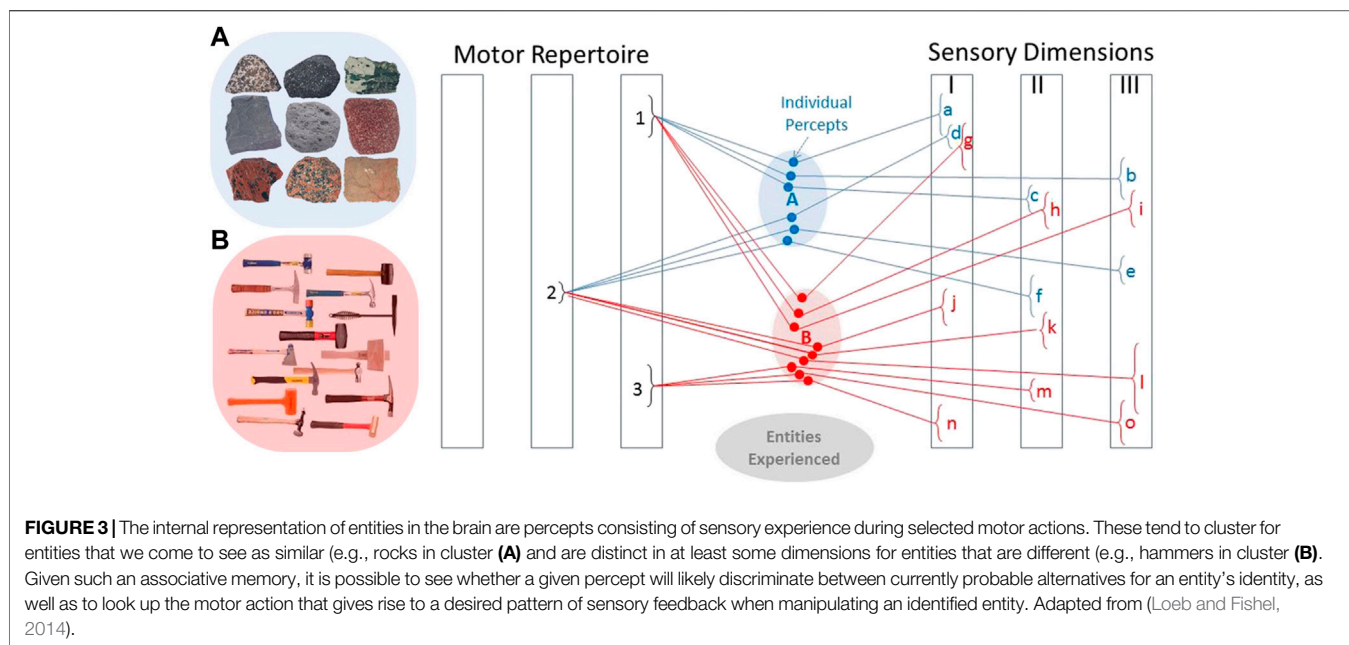 A
B
Motor Repertoire
Sensory Dimensions
I
II
III
1
2
3
Individual
Percepts
A
B
Entities
Experienced
a
d
g
b
c
h
i
e
f
j
k
l
m
n
o
FIGURE 3 | The internal representation of entities in the brain are percepts consisting of sensory experience during selected motor actions. These tend to cluster for
entities that we come to see as similar (e.g., rocks in cluster (A) and are distinct in at least some dimensions for entities that are different (e.g., hammers in cluster (B).
Given such an associative memory, it is possible to see whether a given percept will likely discriminate between currently probable alternatives for an entity’s identity, as
well as to look up the motor action that gives rise to a desired pattern of sensory feedback when manipulating an identified entity. Adapted from (Loeb and Fishel,
2014).